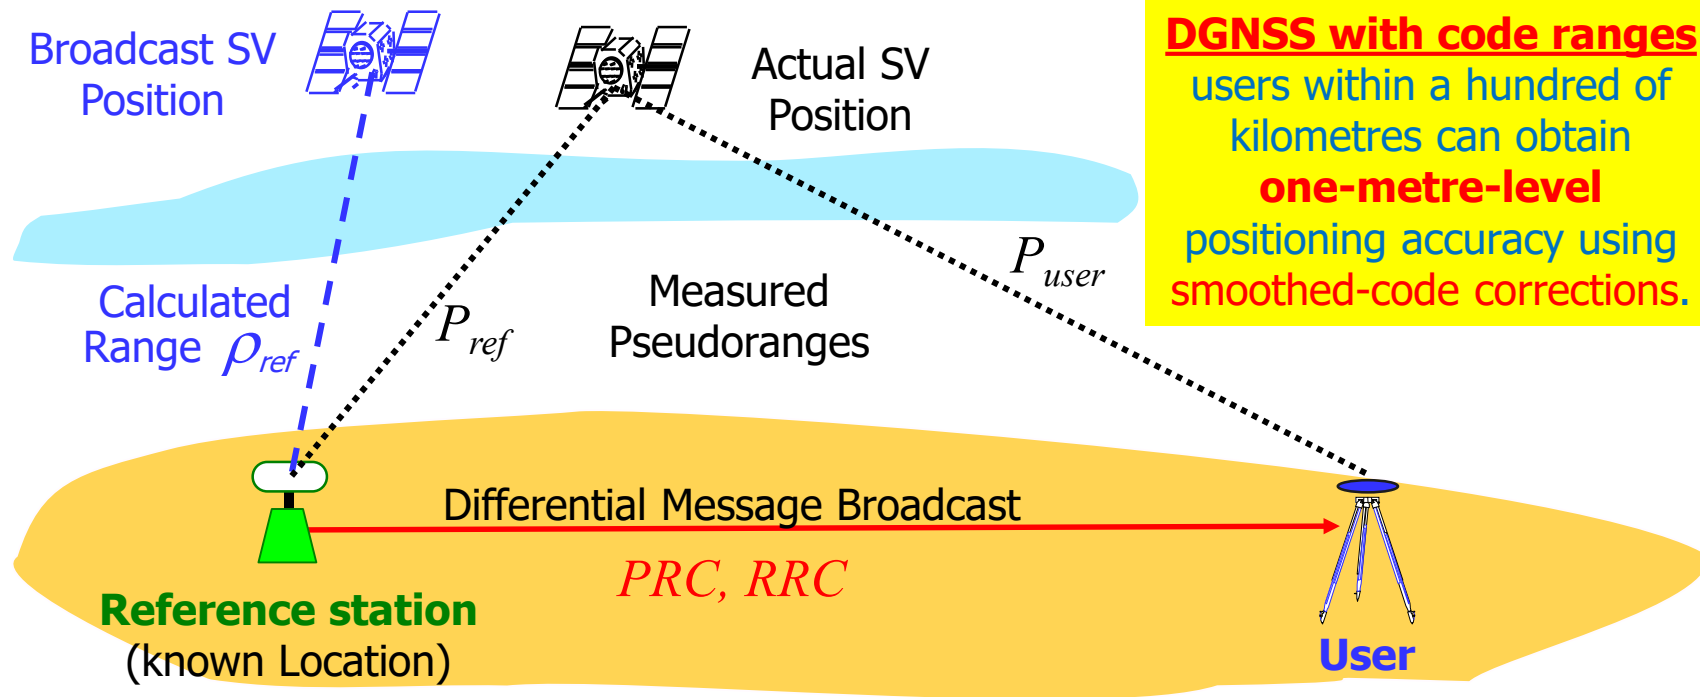 Broadcast SV
Position
Actual SV
Position
DGNSS with code ranges
users within a hundred of
kilometres can obtain
one-metre-level
positioning accuracy using
smoothed-code corrections.
Calculated
Range ρref
Pref
Measured
Pseudoranges
Puser
Differential Message Broadcast
PRC, RRC
Reference station
(known Location)
User